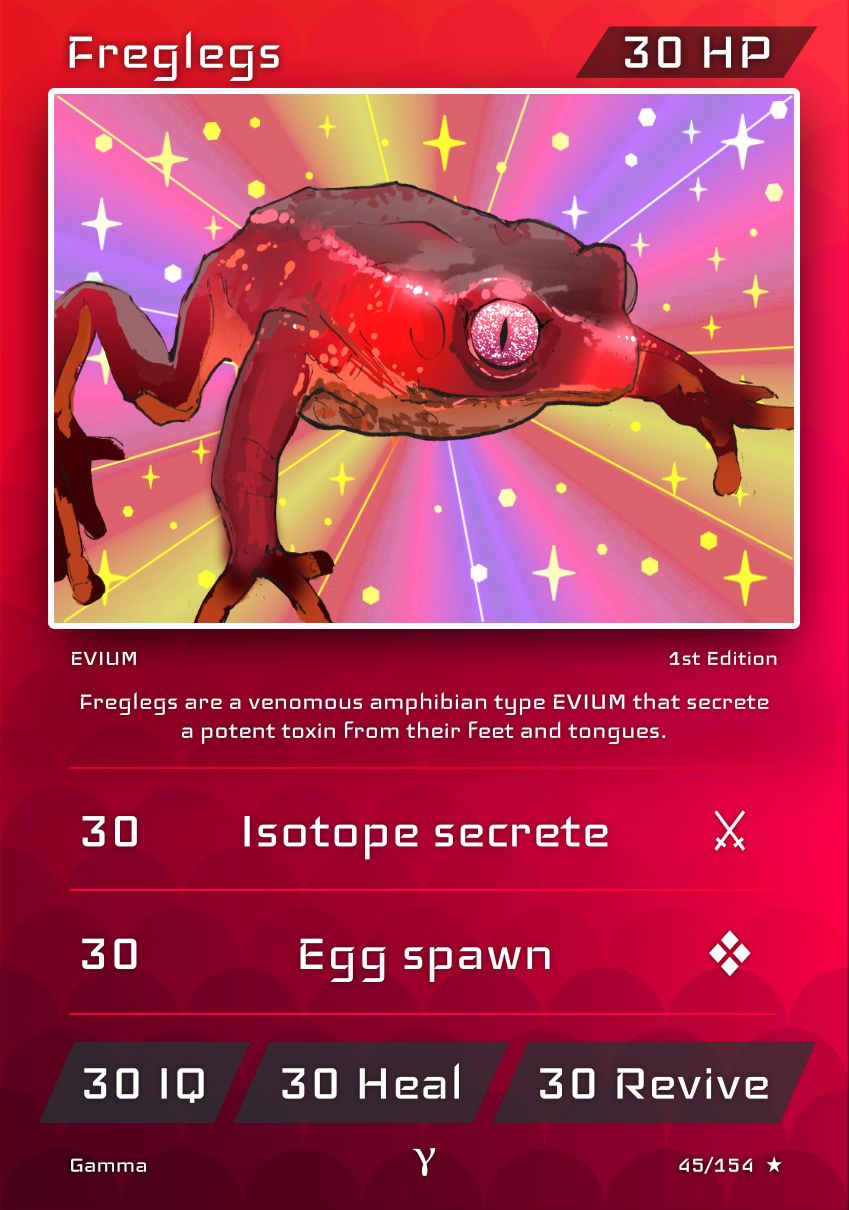 Freglegs
30 HP
EVIUM
1st Edition
Freglegs are a venomous amphibian type EVIUM that secrete
a potent toxin from their feet and tongues.
30 Isotope secrete
30 Egg spawn
30 IQ
30 Heal
30 Revive
Gamma
γ
45/154 ★